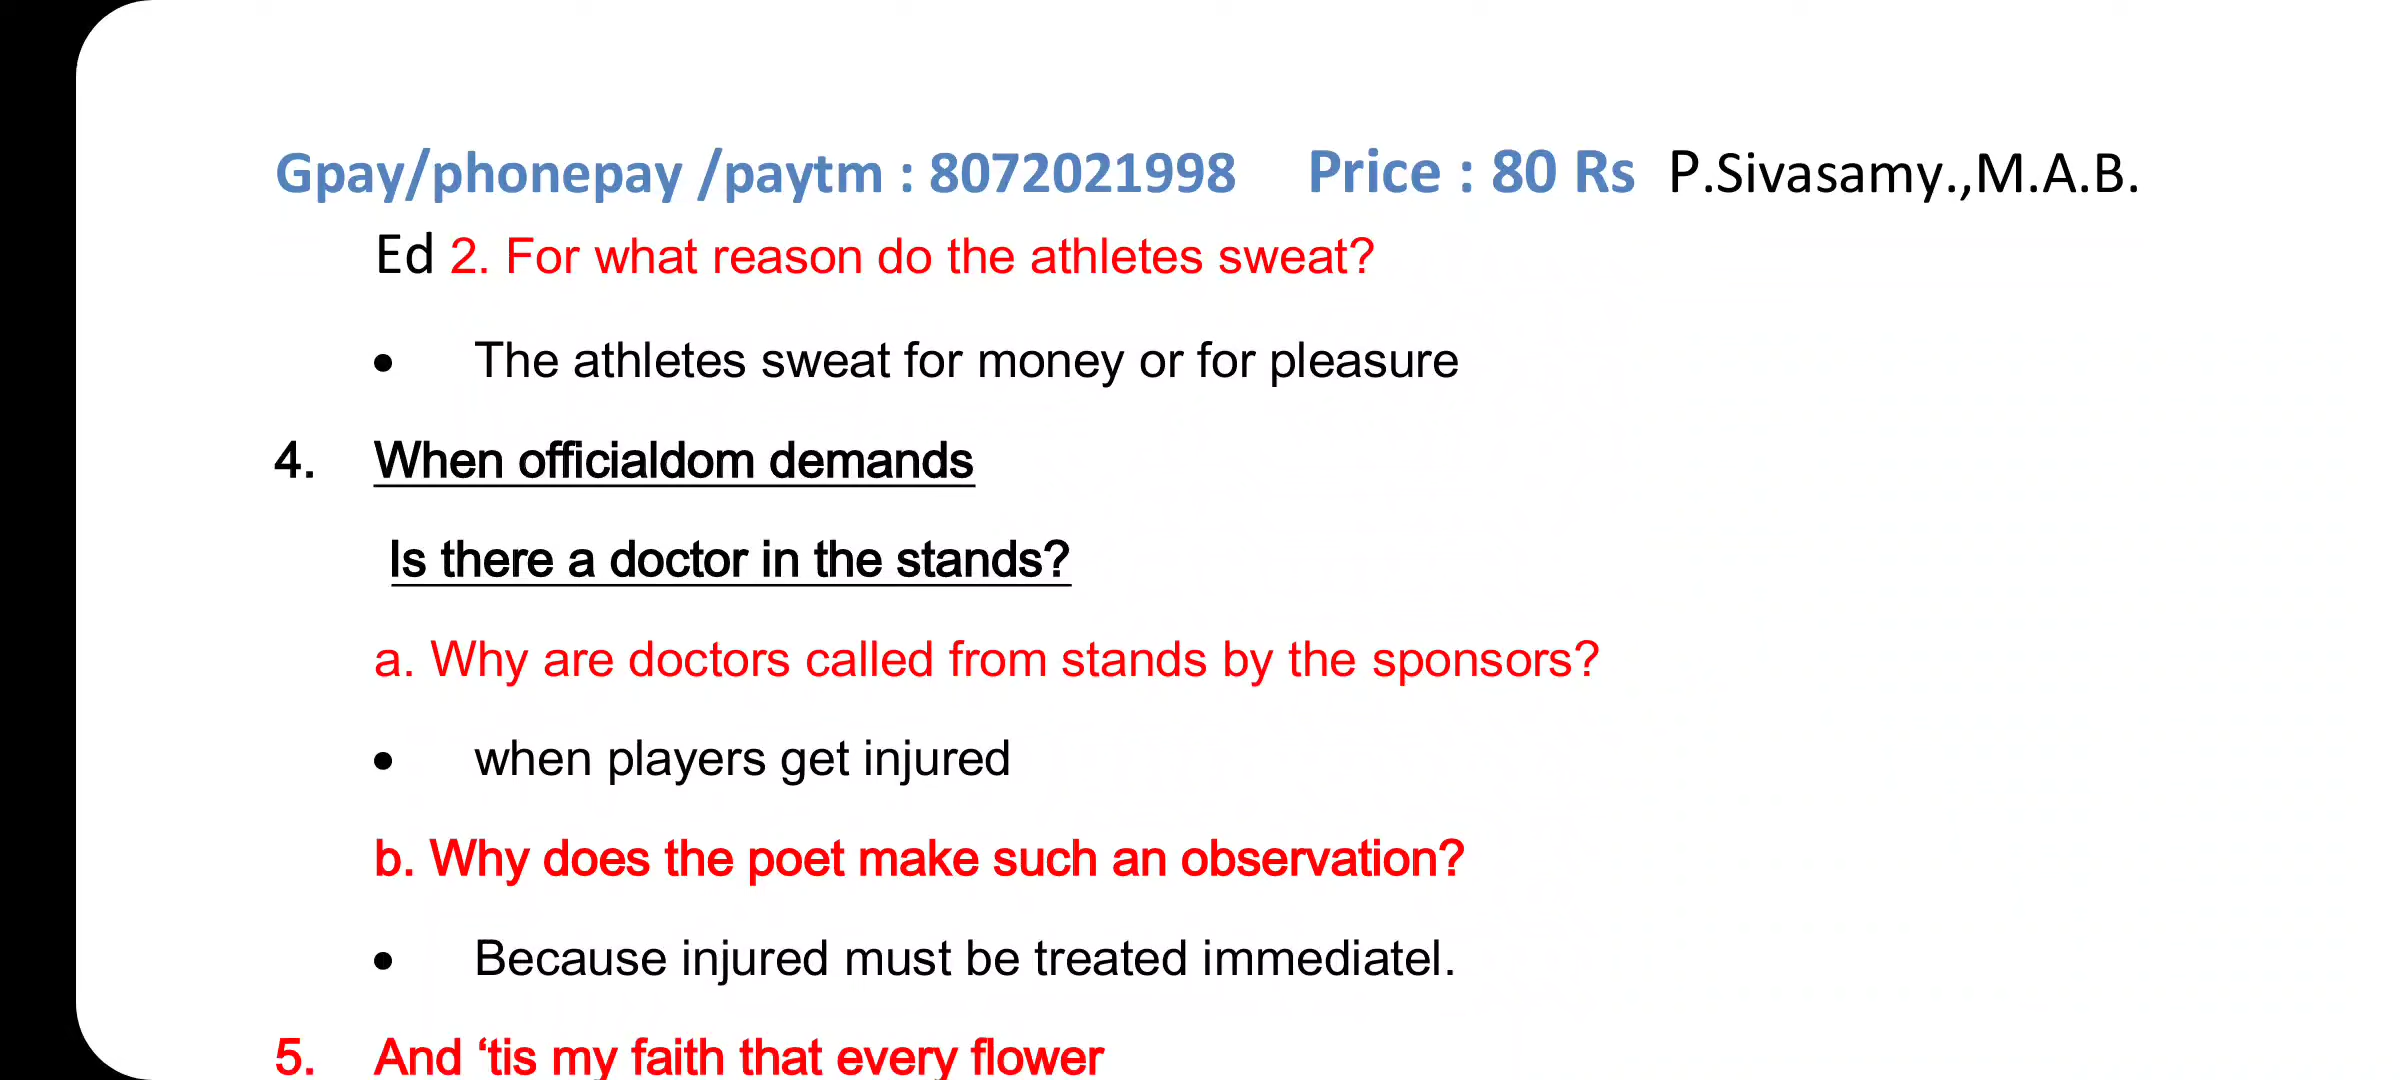 Gpay/phonepay /paytm : 8072021998 Price : 80 Rs P.Sivasamy.,M.A.B.
Ed 2. For what reason do the athletes sweat?
• The athletes sweat for money or for pleasure
4. When officialdom demands
Is there a doctor in the stands?
a. Why are doctors called from stands by the sponsors?
• when players get injured
b. Why does the poet make such an observation?
• Because injured must be treated immediatel.
5. And ‘tis my faith that every flower